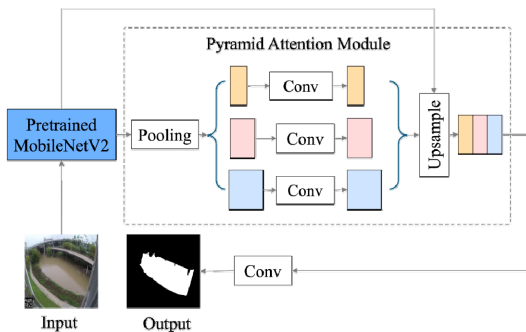 Pyramid Attention Module
Pretrained
MobileNetV2
Pooling
Conv
Conv
Conv
Upsample
Conv
Input
Output